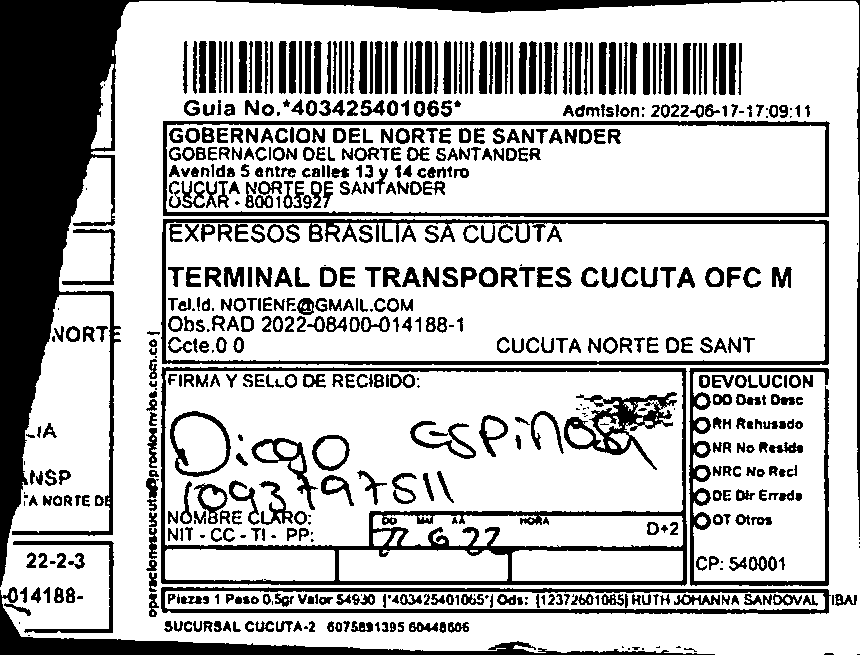 Guia No.*403425401065*
Admision: 2022-06-17-17:09:11
GOBERNACION DEL NORTE DE SANTANDER
GOBERNACION DEL NORTE DE SANTANDER
Avenida 5 entre calles 13 y 14 centro
CUCUTA NORTE DE SANTANDER
OSCAR - 800103927
EXPRESOS BRASILIA SA CUCUTA
TERMINAL DE TRANSPORTES CUCUTA OFC M
Tel.Id. NOTIENE@GMAIL.COM
Obs.RAD 2022-08400-014188-1
Ccte.0 0
CUCUTA NORTE DE SANT
FIRMA Y SELLO DE RECIBIDO:
Diego Espinosa
1093797511
NOMBRE CLARO:
NIT - CC - TI - PP:
DD MM AA HORA
22 6 22
D+2
DEVOLUCION
DD Dest Desc
RH Rehusado
NR No Reside
NRC No Recl
DE Dir Errada
OT Otros
CP: 540001
Piezas 1 Peso 0.5gr Valor $4930 [*403425401065*] Ods: [12372601085] RUTH JOHANNA SANDOVAL TIBA
SUCURSAL CUCUTA-2 6075891395 60448606
operacionescucuta@prontoenvios.com.co
NORTE
LIA
ANSP
TA NORTE DE
22-2-3
-014188-